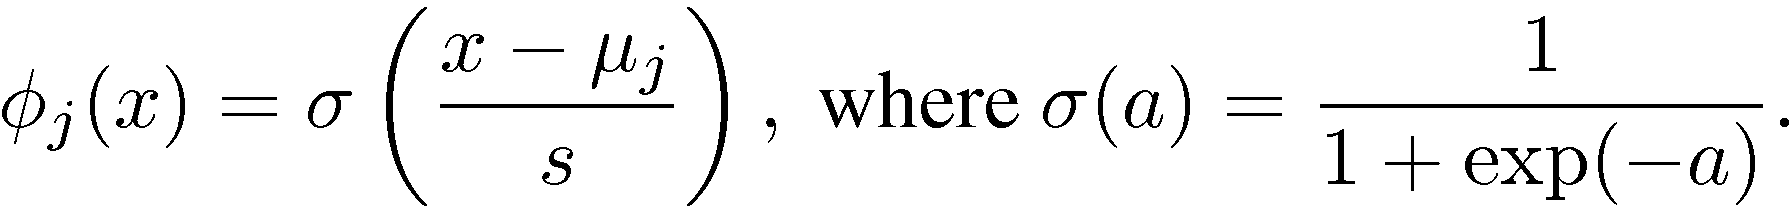 ϕ_j(x) = σ((x − μ_j)/s), where σ(a) = 1/(1 + exp(−a)).